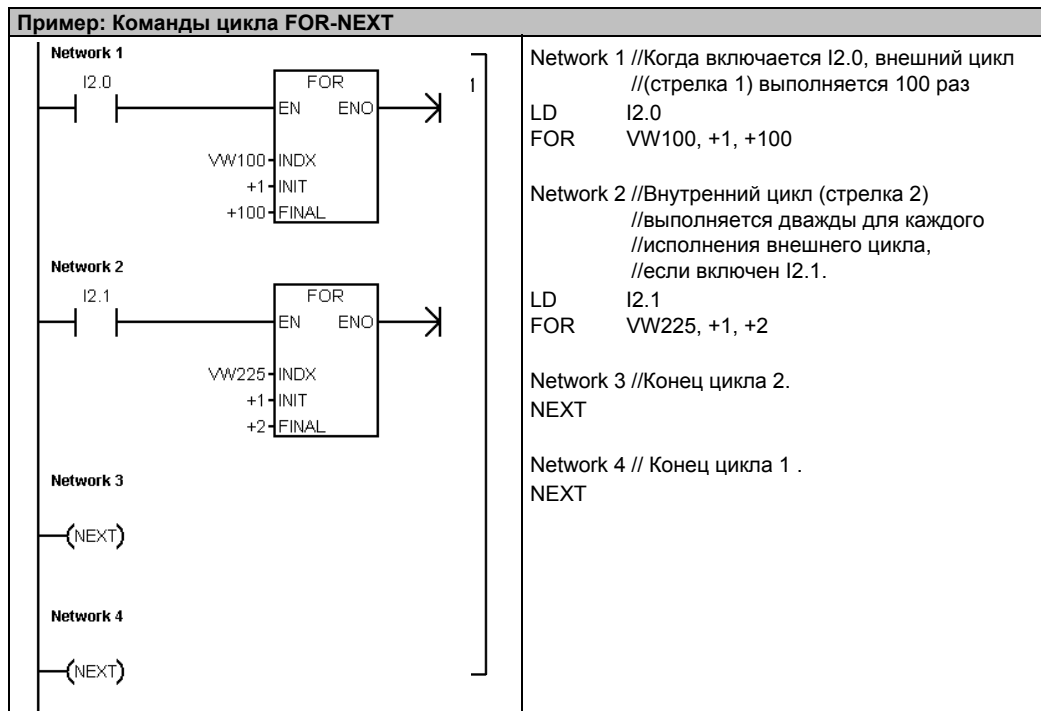 Пример: Команды цикла FOR-NEXT
Network 1
I2.0
FOR
1
EN ENO
VW100 INDX
+1 INIT
+100 FINAL
Network 2
I2.1
FOR
EN ENO
VW225 INDX
+1 INIT
+2 FINAL
Network 3
(NEXT)
Network 4
(NEXT)
Network 1 //Когда включается I2.0, внешний цикл
//(стрелка 1) выполняется 100 раз
LD I2.0
FOR VW100, +1, +100
Network 2 //Внутренний цикл (стрелка 2)
//выполняется дважды для каждого
//исполнения внешнего цикла,
//если включен I2.1.
LD I2.1
FOR VW225, +1, +2
Network 3 //Конец цикла 2.
NEXT
Network 4 // Конец цикла 1 .
NEXT